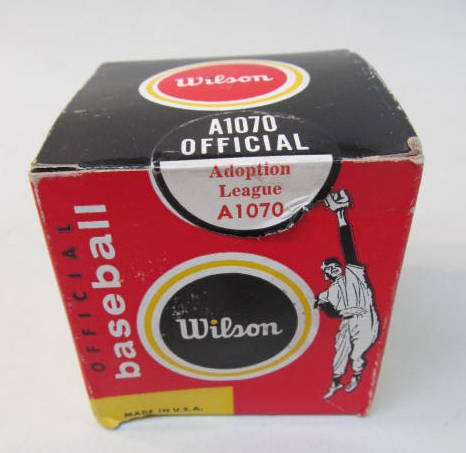 Wilson
A1070
OFFICIAL
Adoption
League
A1070
OFFICIAL
baseball
Wilson
MADE IN U.S.A.